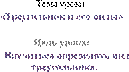 Тема урока:
«Треугольник и его виды»
Цель урока:
Научиться определять вид
треугольника.